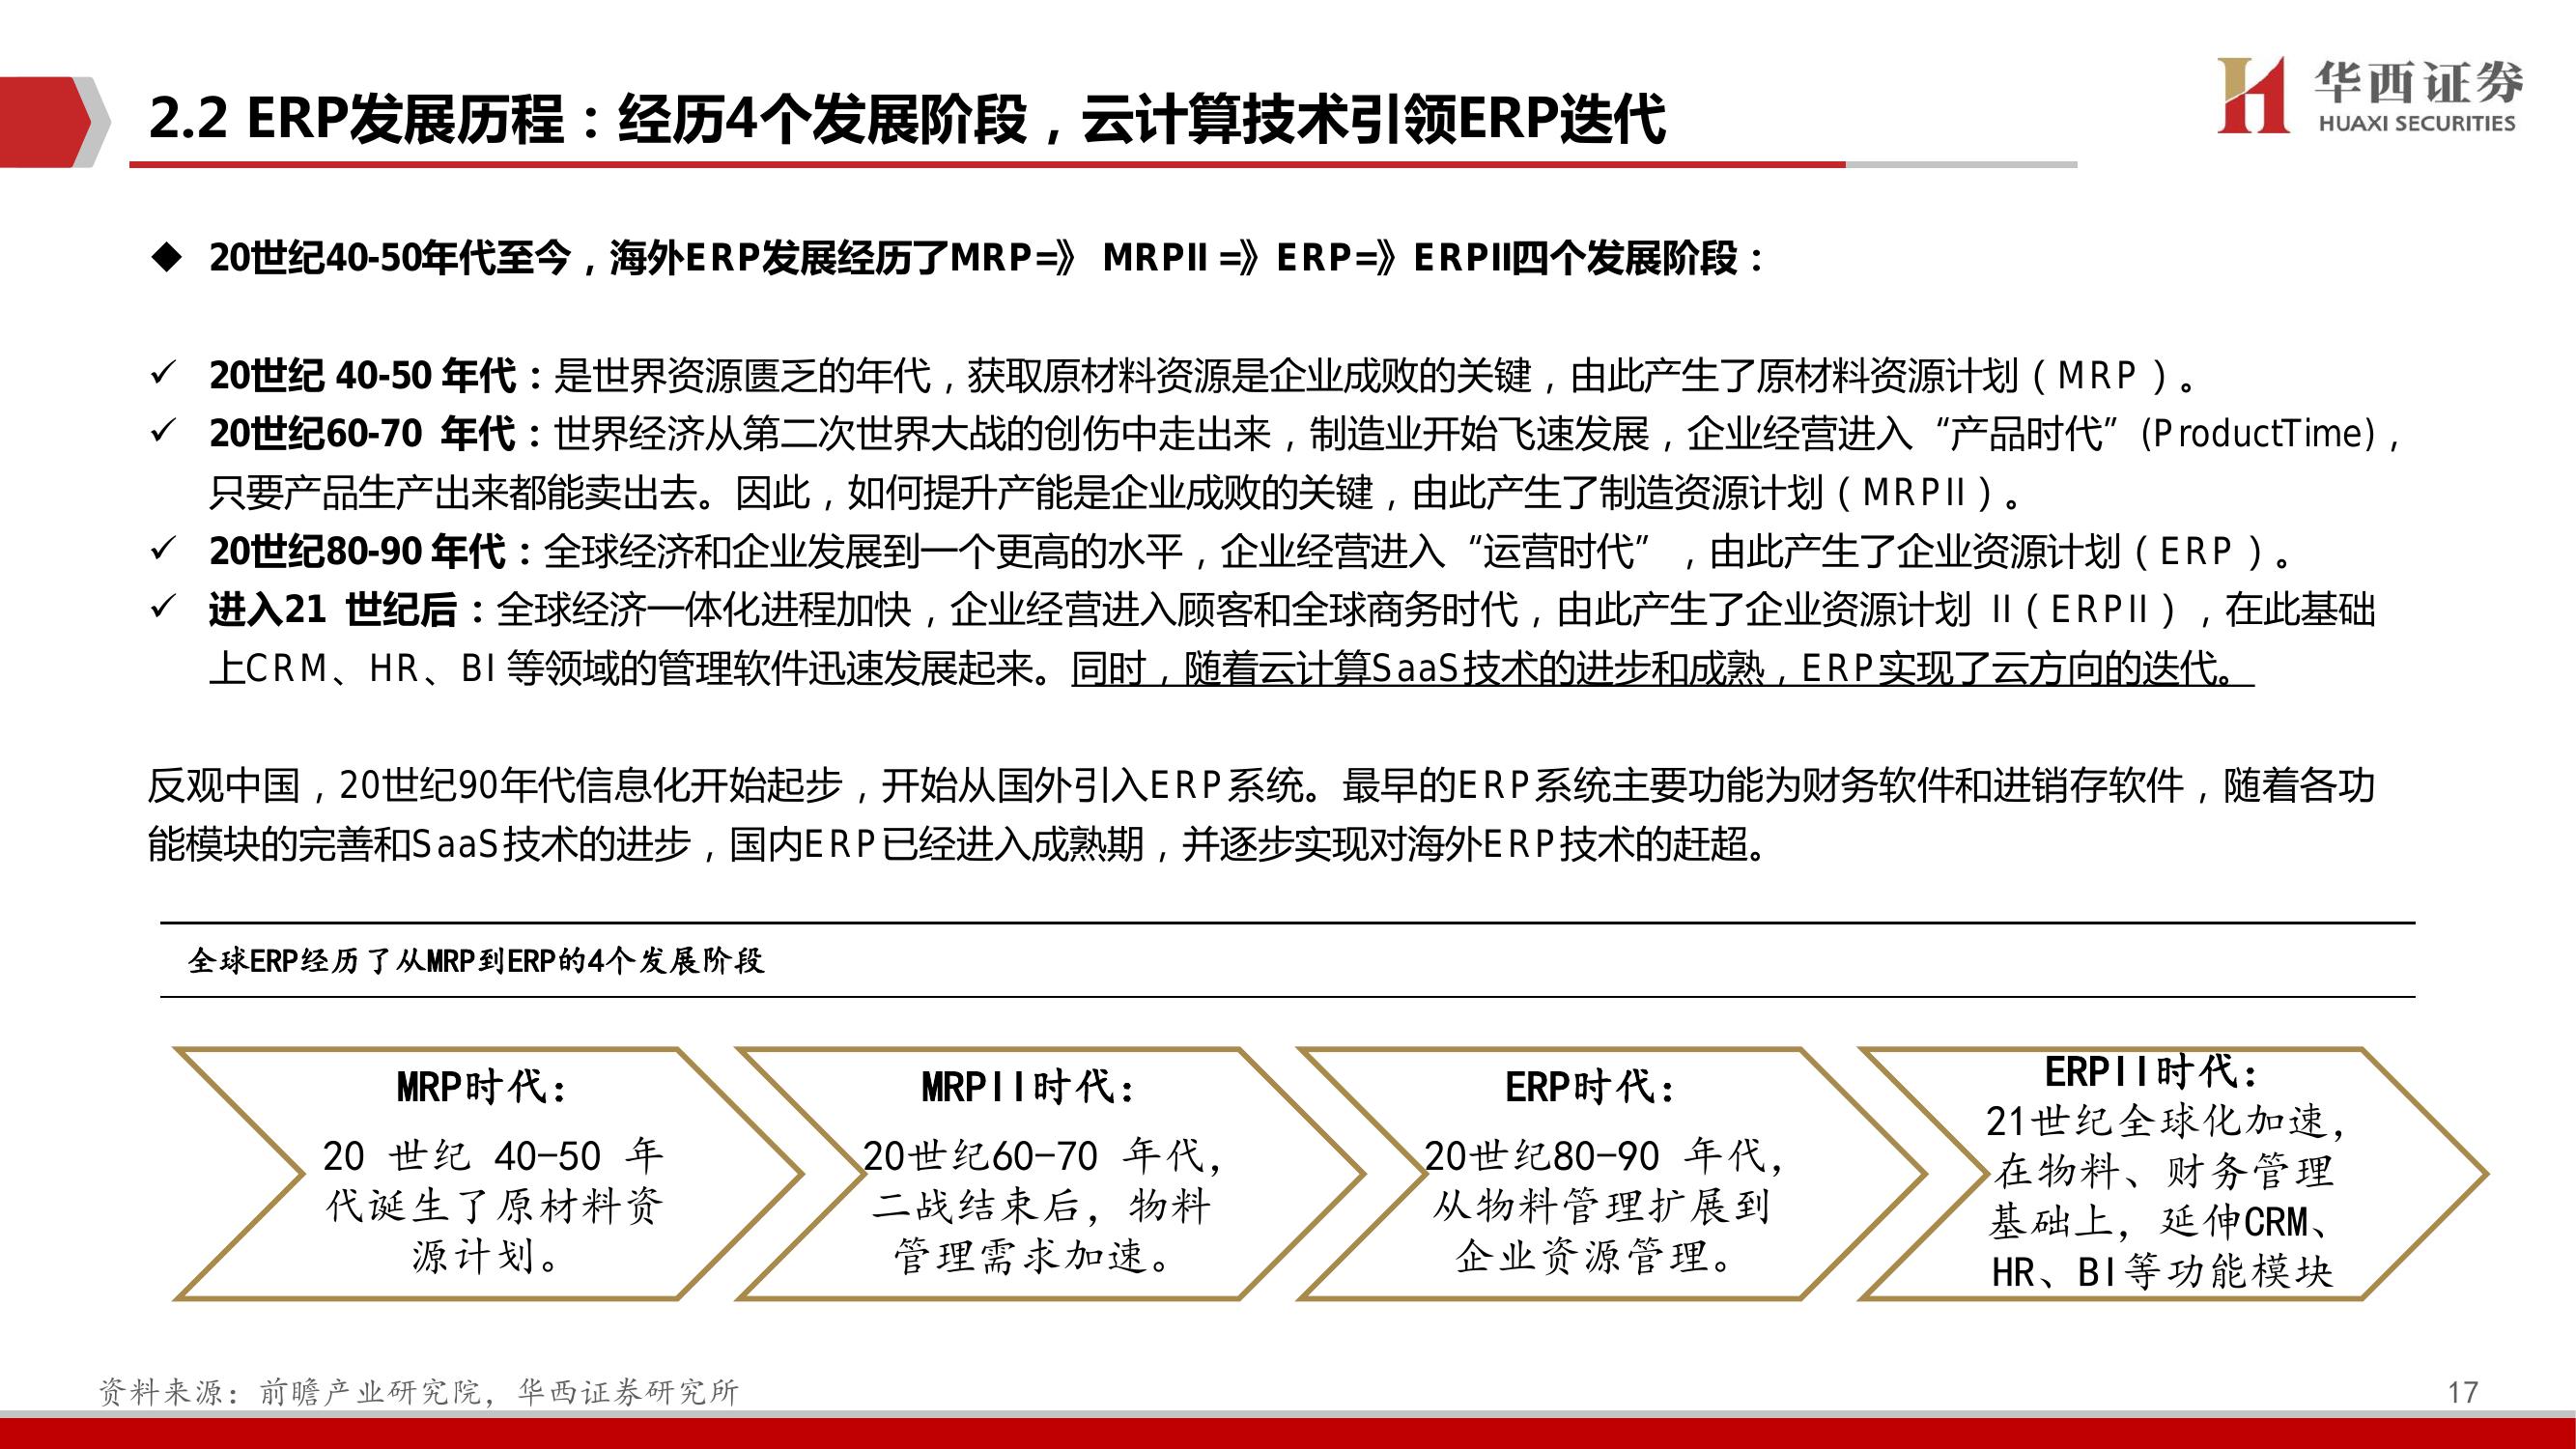 2.2 ERP发展历程：经历4个发展阶段，云计算技术引领ERP迭代
华西证券
HUAXI SECURITIES
◆ 20世纪40-50年代至今，海外ERP发展经历了MRP=》 MRPII =》ERP=》ERPII四个发展阶段：
✓ 20世纪 40-50 年代：是世界资源匮乏的年代，获取原材料资源是企业成败的关键，由此产生了原材料资源计划（MRP）。
✓ 20世纪60-70 年代：世界经济从第二次世界大战的创伤中走出来，制造业开始飞速发展，企业经营进入“产品时代”(ProductTime)，
只要产品生产出来都能卖出去。因此，如何提升产能是企业成败的关键，由此产生了制造资源计划（MRPII）。
✓ 20世纪80-90 年代：全球经济和企业发展到一个更高的水平，企业经营进入“运营时代”，由此产生了企业资源计划（ERP）。
✓ 进入21 世纪后：全球经济一体化进程加快，企业经营进入顾客和全球商务时代，由此产生了企业资源计划 II（ERPII），在此基础
上CRM、HR、BI 等领域的管理软件迅速发展起来。同时，随着云计算SaaS技术的进步和成熟，ERP实现了云方向的迭代。
反观中国，20世纪90年代信息化开始起步，开始从国外引入ERP系统。最早的ERP系统主要功能为财务软件和进销存软件，随着各功
能模块的完善和SaaS技术的进步，国内ERP已经进入成熟期，并逐步实现对海外ERP技术的赶超。
全球ERP经历了从MRP到ERP的4个发展阶段
MRP时代：
20 世纪 40-50 年
代诞生了原材料资
源计划。
MRPII时代：
20世纪60-70 年代，
二战结束后，物料
管理需求加速。
ERP时代：
20世纪80-90 年代，
从物料管理扩展到
企业资源管理。
ERPII时代：
21世纪全球化加速，
在物料、财务管理
基础上，延伸CRM、
HR、BI等功能模块
资料来源：前瞻产业研究院，华西证券研究所
17